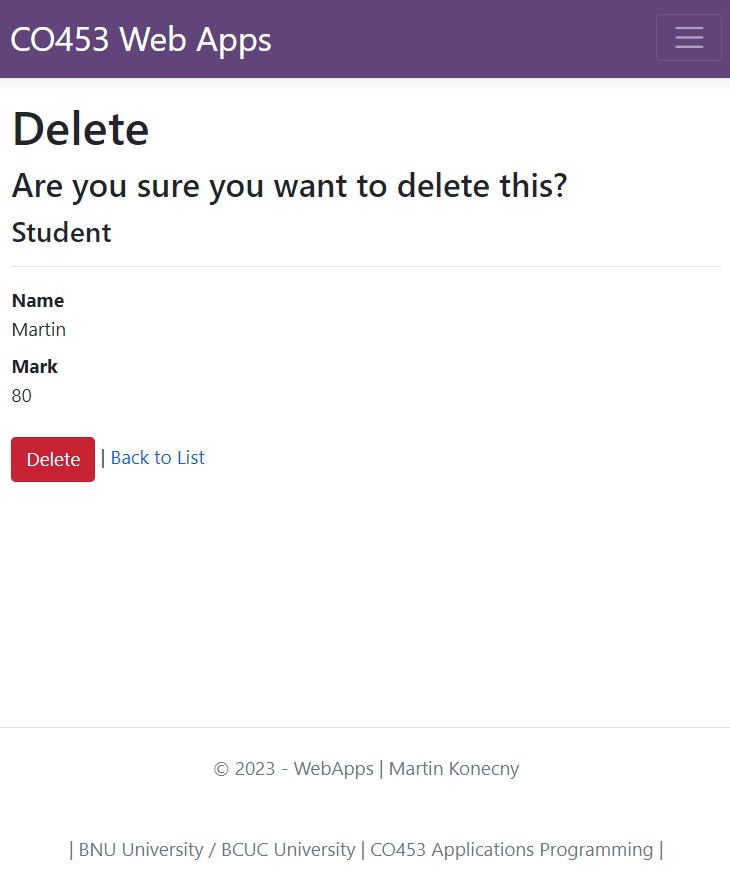 CO453 Web Apps
Delete
Are you sure you want to delete this?
Student
Name
Martin
Mark
80
Delete | Back to List
© 2023 - WebApps | Martin Konecny
| BNU University / BCUC University | CO453 Applications Programming |